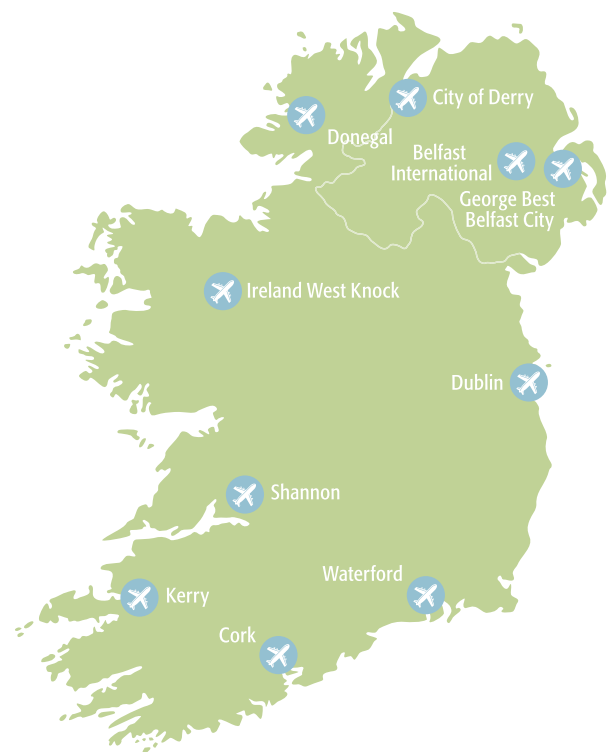 City of Derry
Donegal
Belfast
International
George Best
Belfast City
Ireland West Knock
Dublin
Shannon
Waterford
Kerry
Cork